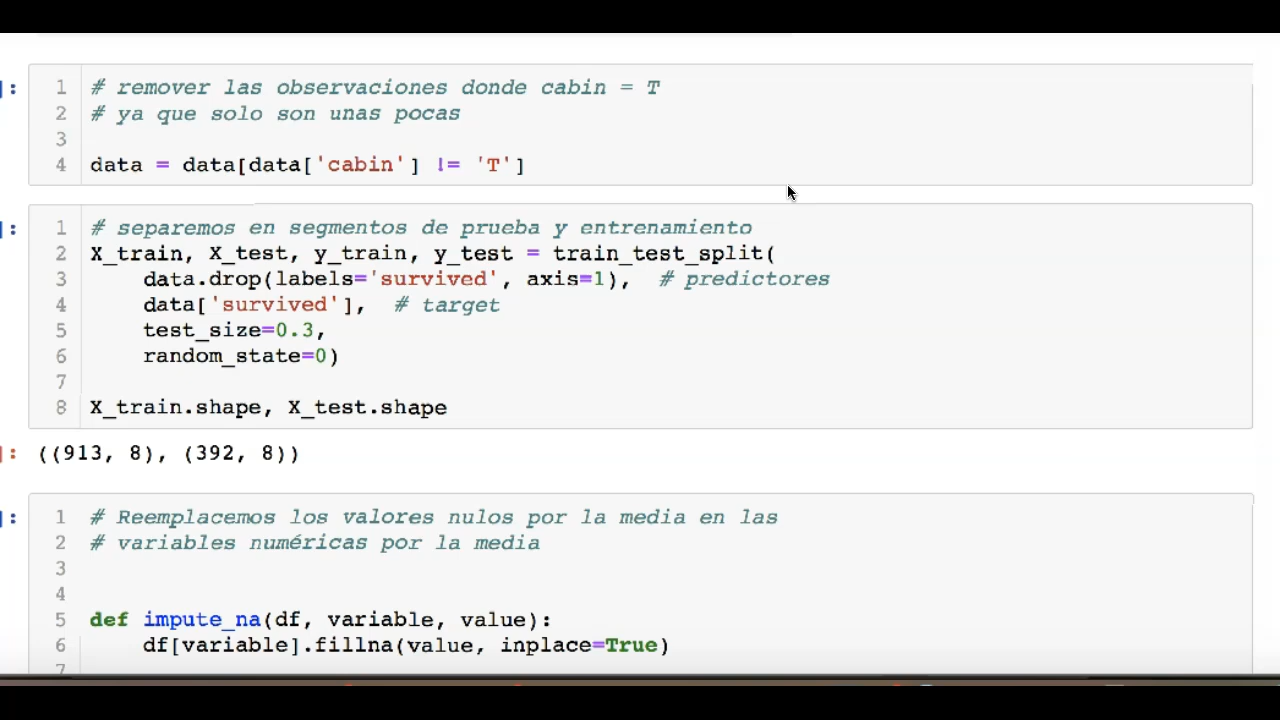 ]:
1 # remover las observaciones donde cabin = T
2 # ya que solo son unas pocas
3
4 data = data[data['cabin'] != 'T']
]:
1 # separemos en segmentos de prueba y entrenamiento
2 X_train, X_test, y_train, y_test = train_test_split(
3     data.drop(labels='survived', axis=1),  # predictores
4     data['survived'],  # target
5     test_size=0.3,
6     random_state=0)
7
8 X_train.shape, X_test.shape
]: ((913, 8), (392, 8))
]:
1 # Reemplacemos los valores nulos por la media en las
2 # variables numéricas por la media
3
4
5 def impute_na(df, variable, value):
6     df[variable].fillna(value, inplace=True)
7